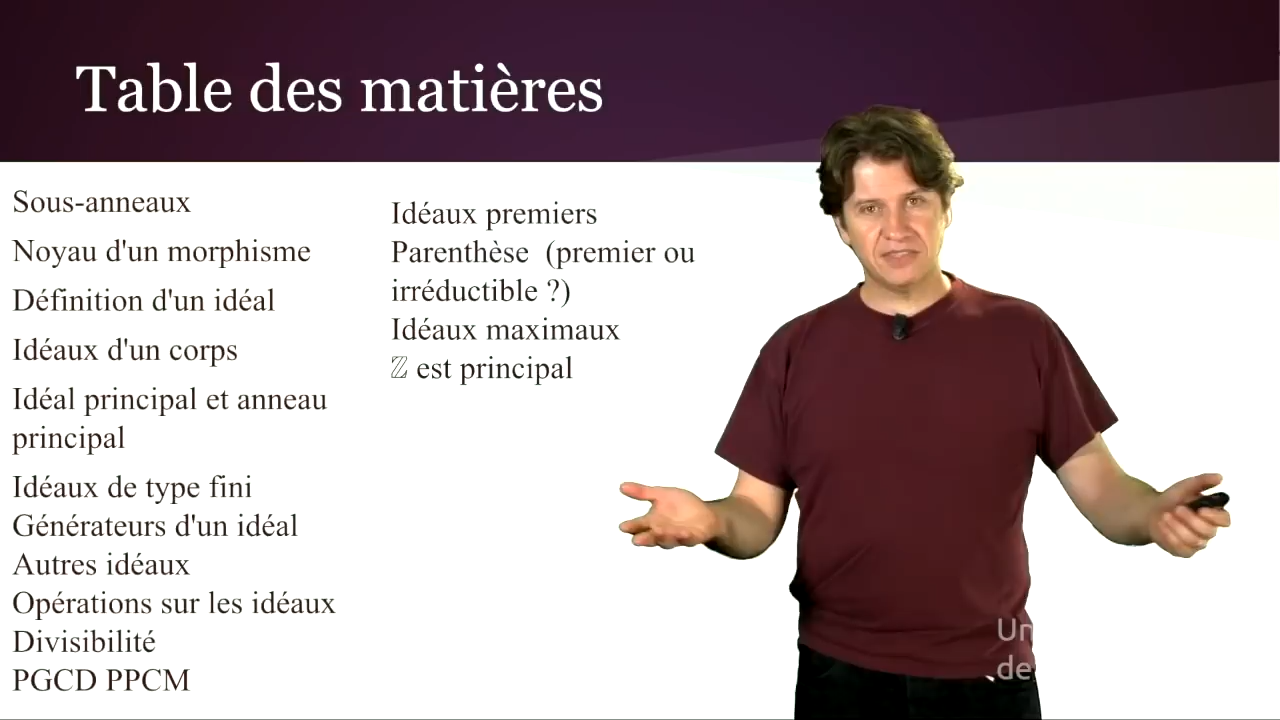 Table des matières
Sous-anneaux
Noyau d'un morphisme
Définition d'un idéal
Idéaux d'un corps
Idéal principal et anneau
principal
Idéaux de type fini
Générateurs d'un idéal
Autres idéaux
Opérations sur les idéaux
Divisibilité
PGCD PPCM
Idéaux premiers
Parenthèse (premier ou
irréductible ?)
Idéaux maximaux
ℤ est principal